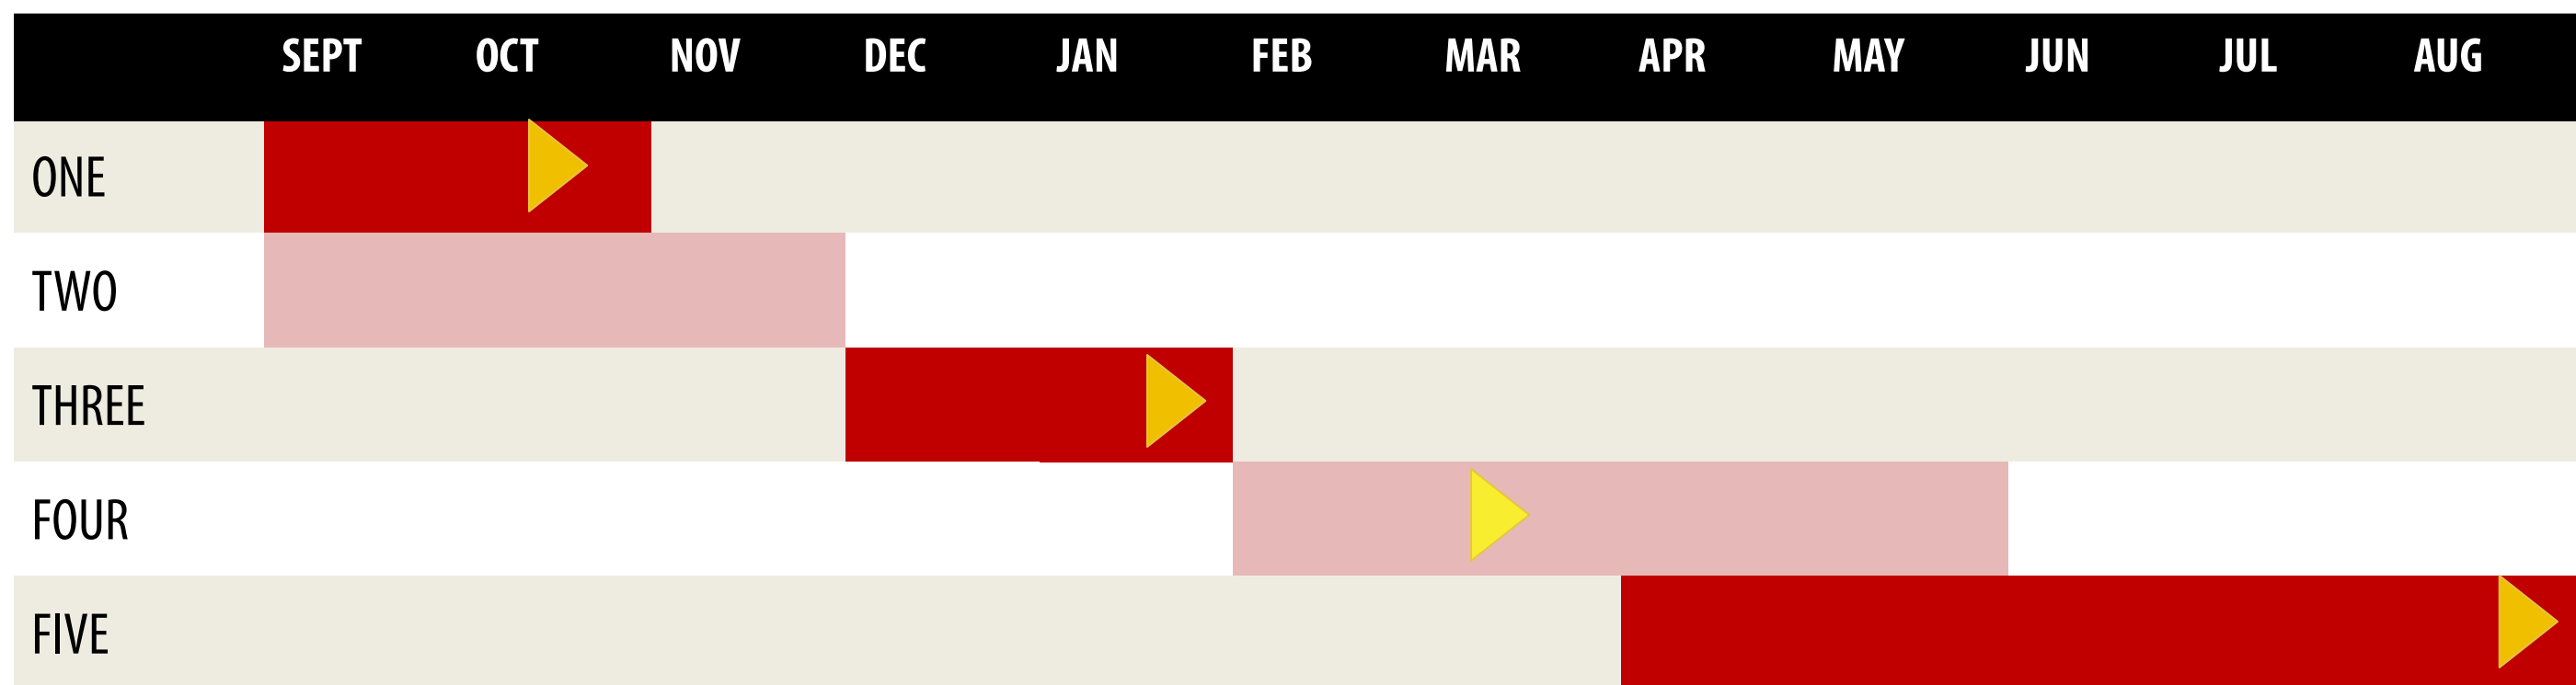 SEPT OCT NOV DEC JAN FEB MAR APR MAY JUN JUL AUG
ONE
TWO
THREE
FOUR
FIVE